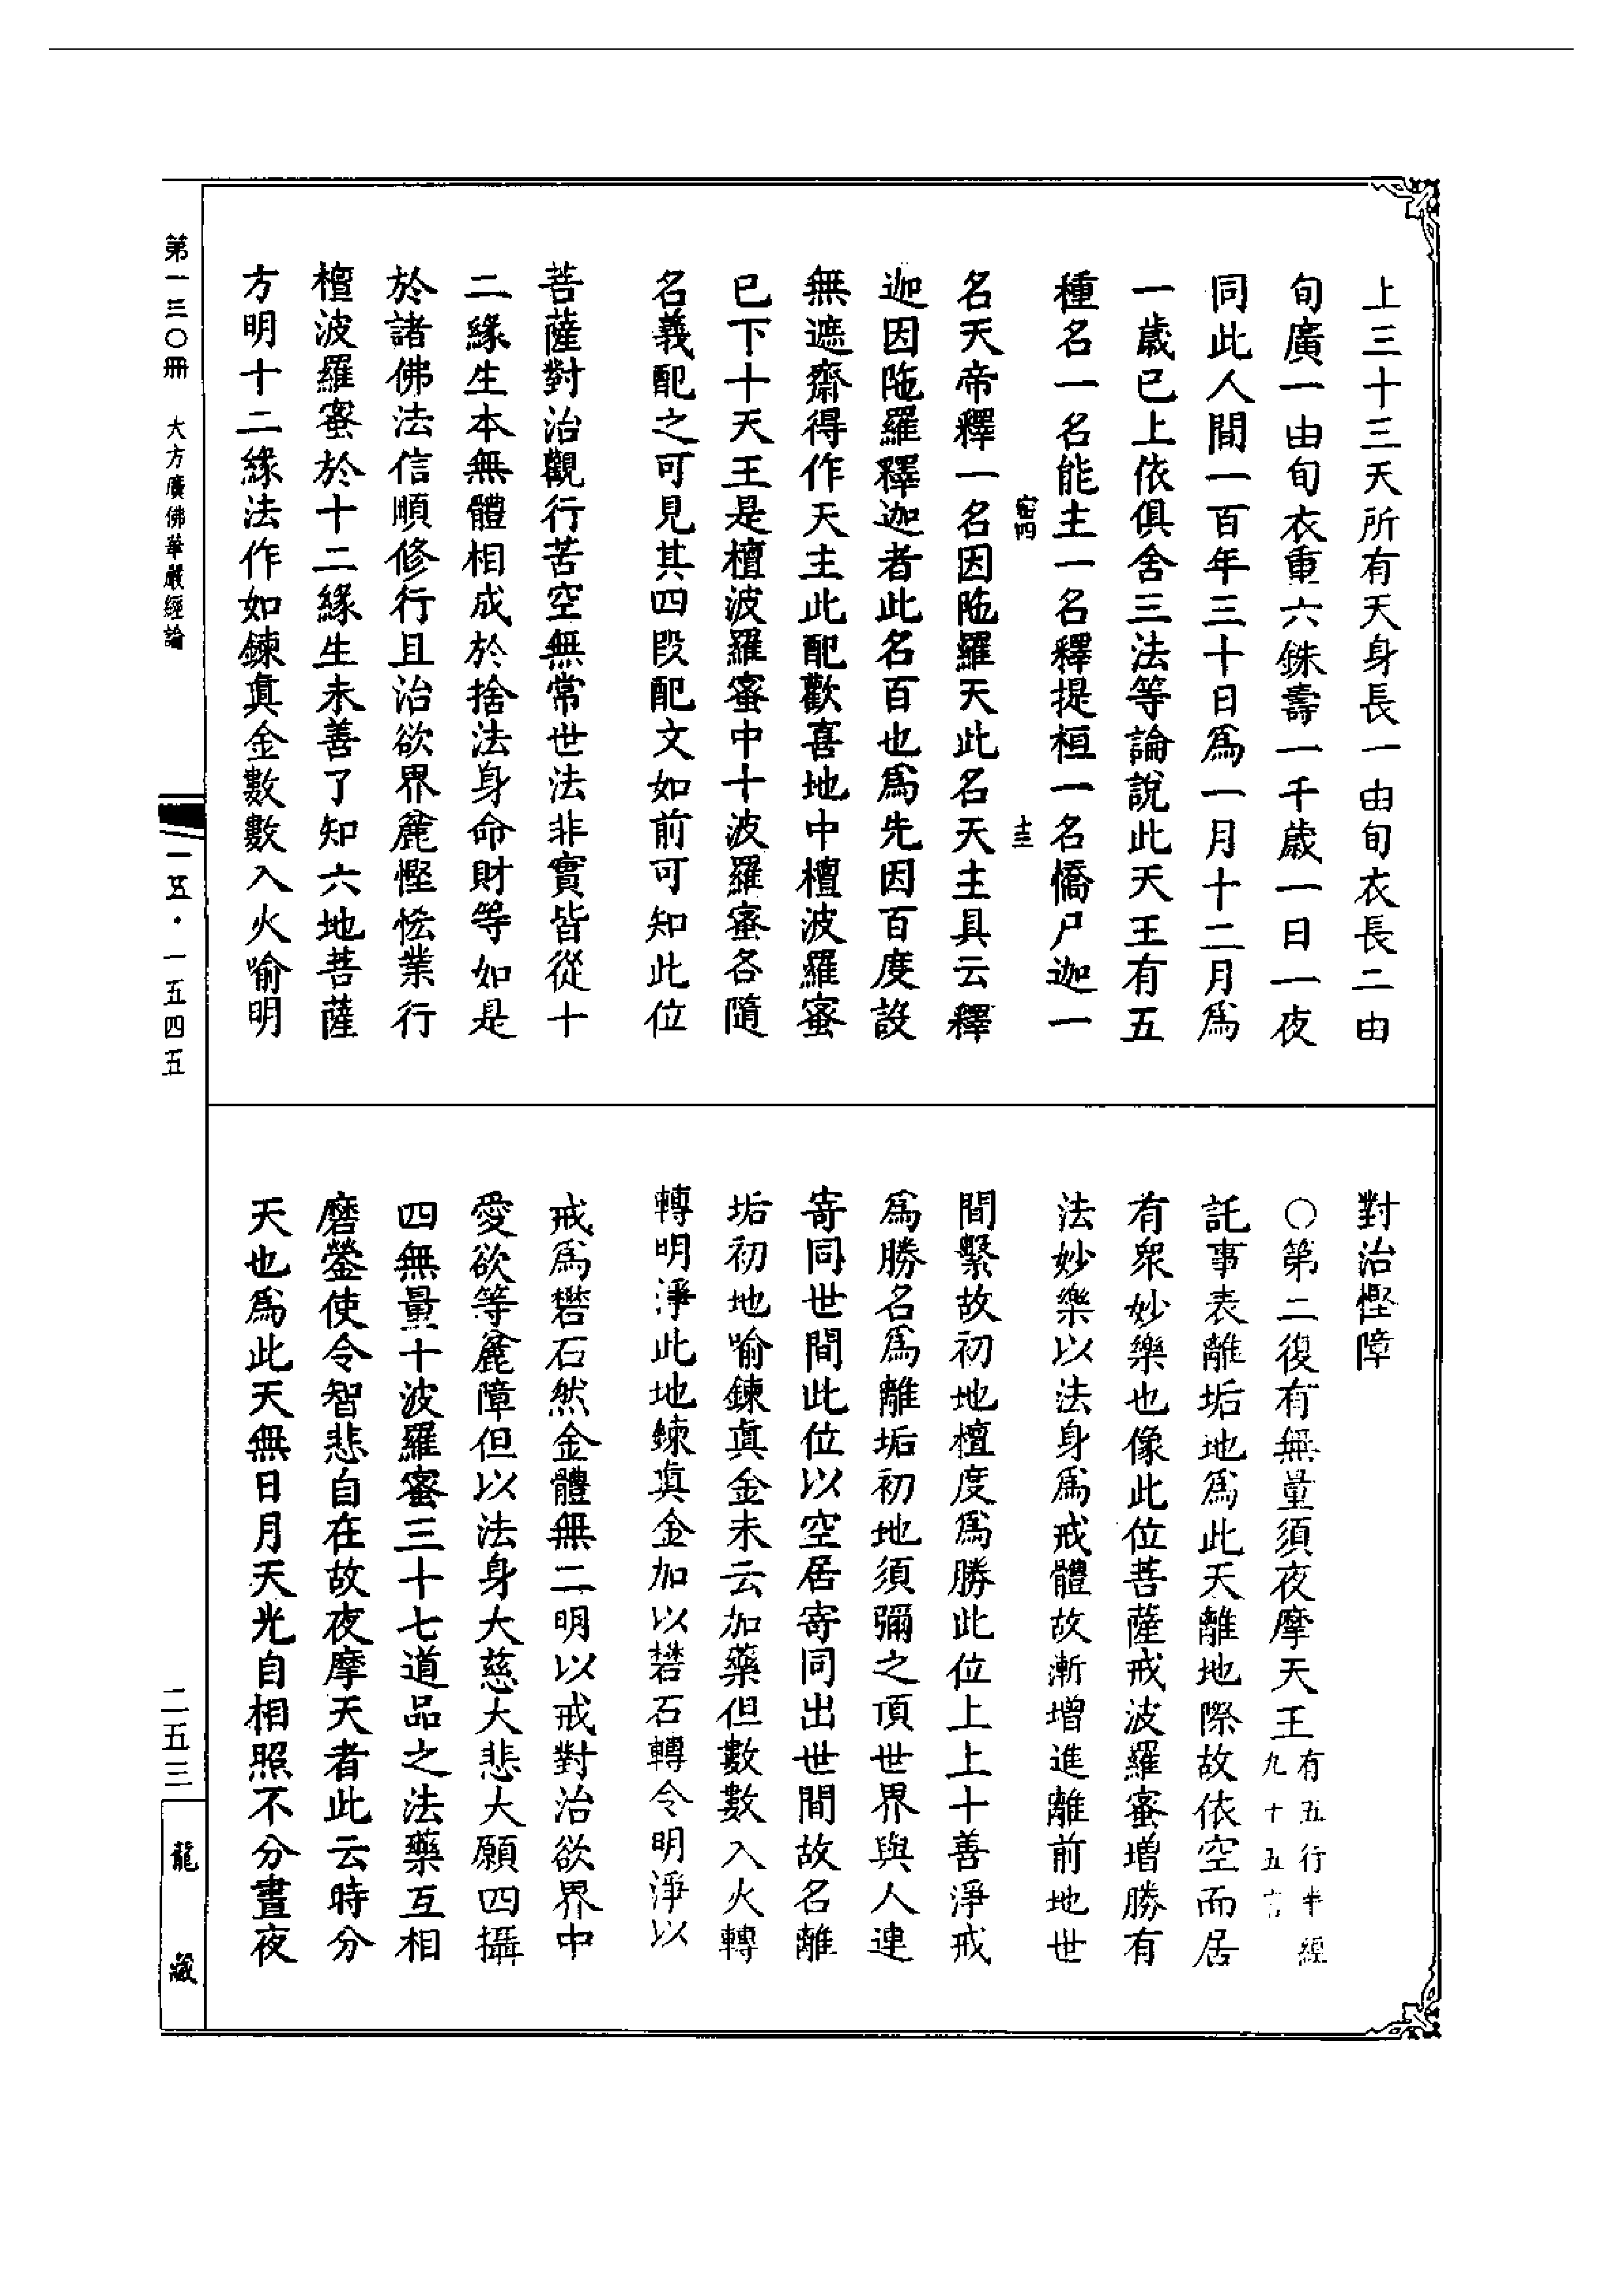 上三十三天所有天身長一由旬衣長二由
旬廣一由旬衣重六銖壽一千歲一日一夜
同此人間一百年三十日爲一月十二月爲
一歲已上依俱舍三法等論說此天王有五
種名一名能主一名釋提桓一名憍尸迦一
密四
十三
名天帝釋一名因陁羅天此名天主具云釋
迦因陁羅釋迦者此名百也爲先因百度設
無遮齋得作天主此配歡喜地中檀波羅蜜
已下十天王是檀波羅蜜中十波羅蜜各隨
名義配之可見其四段配文如前可知此位
菩薩對治觀行苦空無常世法非實皆從十
二緣生本無體相成於捨法身命財等如是
於諸佛法信順修行且治欲界麄慳恡業行
檀波羅蜜於十二緣生未善了知六地菩薩
方明十二緣法作如鍊真金數數入火喻明
對治慳障
○第二復有無量須夜摩天王有五行半經九十五言
託事表離垢地爲此天離地際故依空而居
有衆妙樂也像此位菩薩戒波羅蜜增勝有
法妙樂以法身爲戒體故漸增進離前地世
間繫故初地檀度爲勝此位上上十善淨戒
爲勝名爲離垢初地須彌之頂世界與人連
寄同世間此位以空居寄同出世間故名離
垢初地喻鍊真金未云加藥但數數入火轉
轉明淨此地鍊真金加以礬石轉令明淨以
戒爲礬石然金體無二明以戒對治欲界中
愛欲等麄障但以法身大慈大悲大願四攝
四無量十波羅蜜三十七道品之法藥互相
磨瑩使令智悲自在故夜摩天者此云時分
天也爲此天無日月天光自相照不分晝夜
第一三〇冊 大方廣佛華嚴經論
一五·一五四五
二五三
龍藏